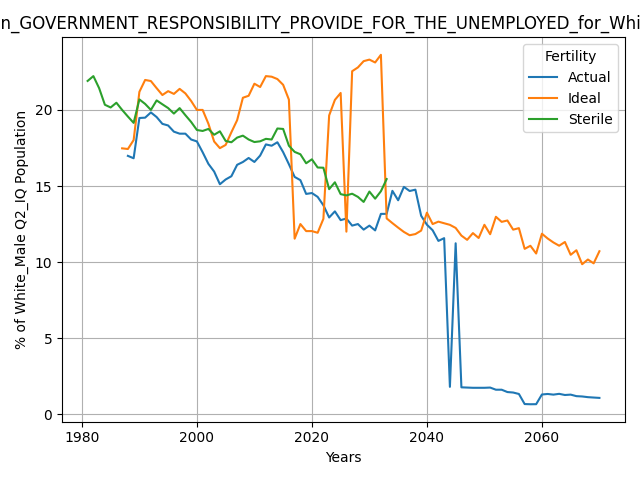 n_GOVERNMENT_RESPONSIBILITY_PROVIDE_FOR_THE_UNEMPLOYED_for_Whi
Fertility
Actual
Ideal
Sterile
% of White_Male Q2_IQ Population
20
15
10
5
0
1980 2000 2020 2040 2060
Years